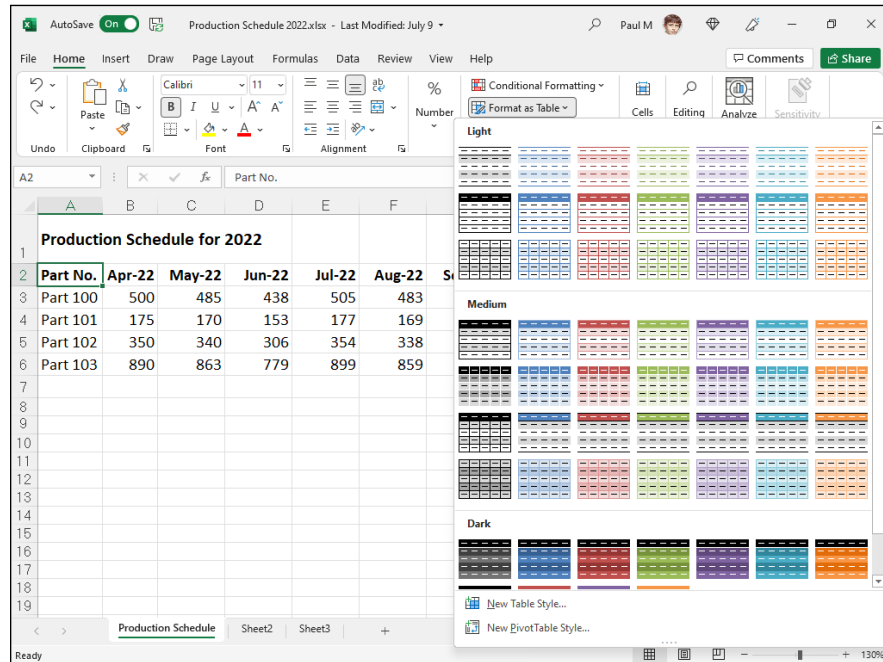 AutoSave On Production Schedule 2022.xlsx - Last Modified: July 9 Paul M
File Home Insert Draw Page Layout Formulas Data Review View Help Comments Share
Calibri 11 ab % Conditional Formatting
Paste B I U A A Number Format as Table Cells Editing Analyze Sensitivity
A
Undo Clipboard Font Alignment
Light
A2 fx Part No.
A B C D E F
1 Production Schedule for 2022
2 Part No. Apr-22 May-22 Jun-22 Jul-22 Aug-22
3 Part 100 500 485 438 505 483
Medium
4 Part 101 175 170 153 177 169
5 Part 102 350 340 306 354 338
6 Part 103 890 863 779 899 859
7
8
9
10
11
12
13
14
Dark
15
16
17
18
19
New Table Style...
New PivotTable Style...
Production Schedule Sheet2 Sheet3 +
Ready 130%